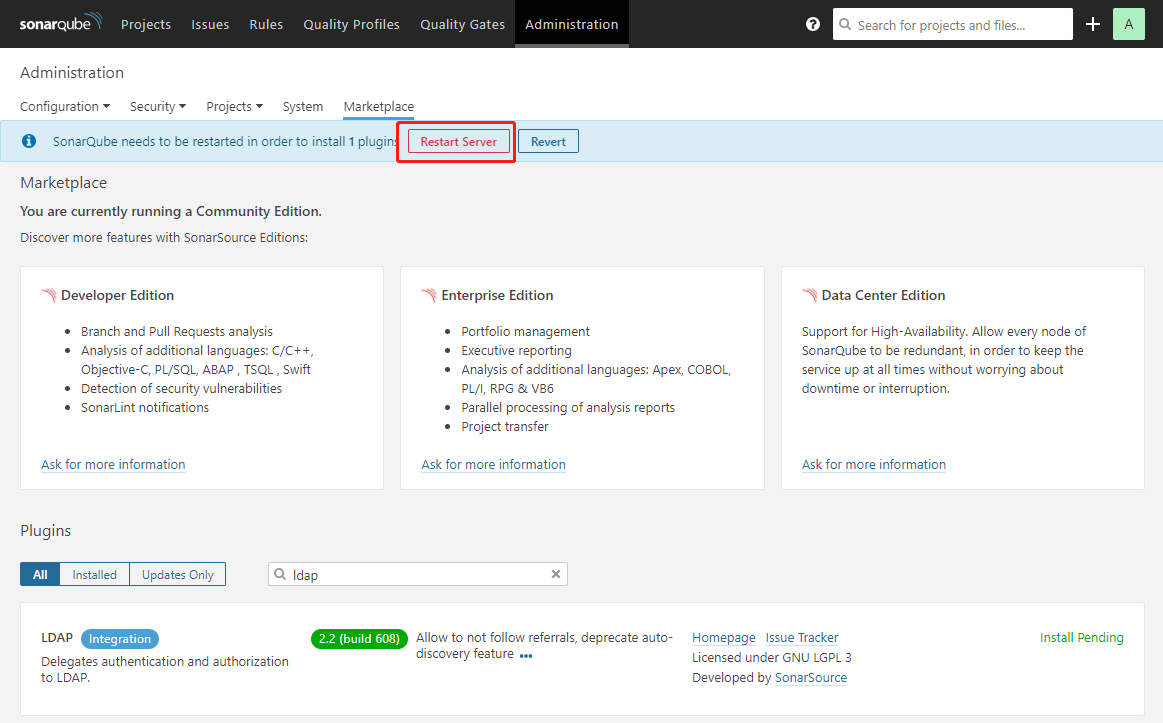 sonarqube Projects Issues Rules Quality Profiles Quality Gates Administration Search for projects and files... A
Administration
Configuration Security Projects System Marketplace
SonarQube needs to be restarted in order to install 1 plugins Restart Server Revert
Marketplace
You are currently running a Community Edition.
Discover more features with SonarSource Editions:
Developer Edition
Branch and Pull Requests analysis
Analysis of additional languages: C/C++,
Objective-C, PL/SQL, ABAP , TSQL , Swift
Detection of security vulnerabilities
SonarLint notifications
Ask for more information
Enterprise Edition
Portfolio management
Executive reporting
Analysis of additional languages: Apex, COBOL,
PL/I, RPG & VB6
Parallel processing of analysis reports
Project transfer
Ask for more information
Data Center Edition
Support for High-Availability. Allow every node of
SonarQube to be redundant, in order to keep the
service up at all times without worrying about
downtime or interruption.
Ask for more information
Plugins
All Installed Updates Only ldap
LDAP Integration
Delegates authentication and authorization
to LDAP.
2.2 (build 608)
Allow to not follow referrals, deprecate auto-
discovery feature •••
Homepage Issue Tracker
Licensed under GNU LGPL 3
Developed by SonarSource
Install Pending